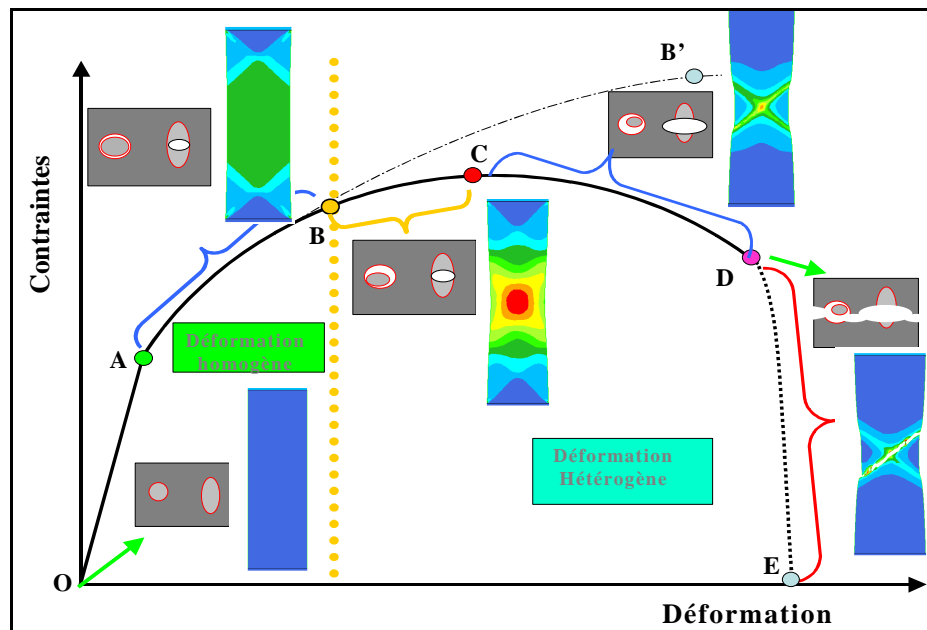 B’
C
Contraintes
B
D
A
Déformation
homogène
Déformation
Hétérogène
O
E
Déformation